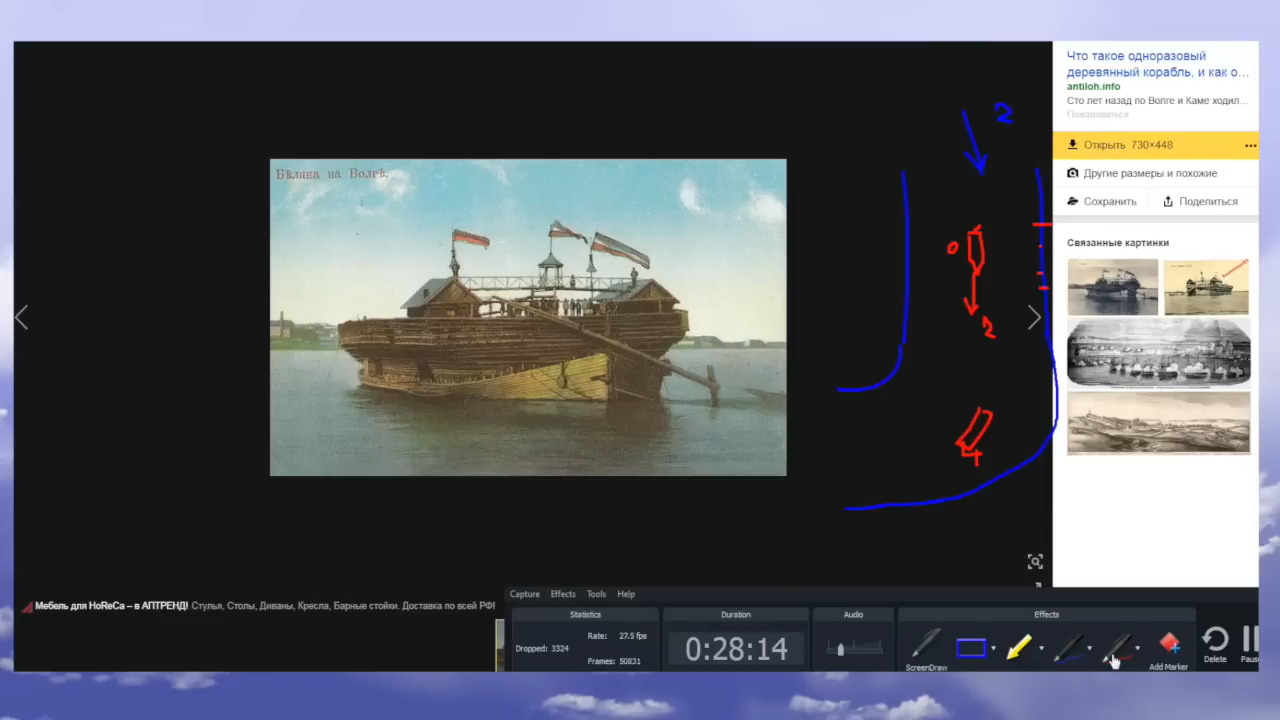 Что такое одноразовый
деревянный корабль, и как о...
antiloh.info
Сто лет назад по Волге и Каме ходил...
Пожаловаться
Открыть 730×448
Другие размеры и похожие
Сохранить
Поделиться
Связанные картинки
Бѣляна на Волгѣ.
2
0
2
Мебель для HoReCa – в АПТРЕНД! Стулья, Столы, Диваны, Кресла, Барные стойки. Доставка по всей РФ!
Capture Effects Tools Help
Statistics
Duration
Audio
Effects
Rate: 27.5 fps
Dropped: 3324
Frames: 50831
0:28:14
ScreenDraw
Add Marker
Delete
Paus